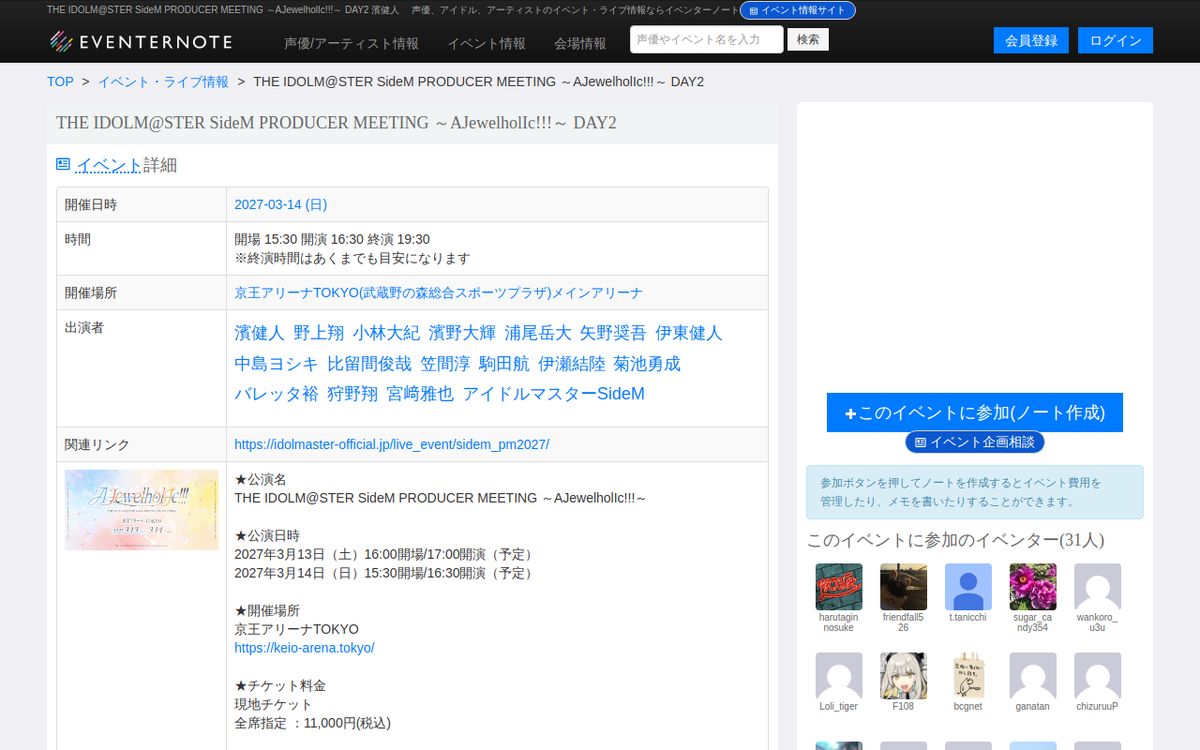 THE IDOLM@STER SideM PRODUCER MEETING ～AJewelholIc!!!～ DAY2 濱健人　声優、アイドル、アーティストのイベント・ライブ情報ならイベンターノート イベント情報サイト
EVENTERNOTE 声優/アーティスト情報 イベント情報 会場情報 声優やイベント名を入力 検索 会員登録 ログイン
TOP > イベント・ライブ情報 > THE IDOLM@STER SideM PRODUCER MEETING ～AJewelholIc!!!～ DAY2
THE IDOLM@STER SideM PRODUCER MEETING ～AJewelholIc!!!～ DAY2
イベント詳細
開催日時 2027-03-14 (日)
時間 開場 15:30 開演 16:30 終演 19:30
※終演時間はあくまでも目安になります
開催場所 京王アリーナTOKYO(武蔵野の森総合スポーツプラザ)メインアリーナ
出演者 濱健人 野上翔 小林大紀 濱野大輝 浦尾岳大 矢野奨吾 伊東健人
中島ヨシキ 比留間俊哉 笠間淳 駒田航 伊瀬結陸 菊池勇成
バレッタ裕 狩野翔 宮﨑雅也 アイドルマスターSideM
関連リンク https://idolmaster-official.jp/live_event/sidem_pm2027/
AJewelholIc!!!
★公演名
THE IDOLM@STER SideM PRODUCER MEETING ～AJewelholIc!!!～
★公演日時
2027年3月13日（土）16:00開場/17:00開演（予定）
2027年3月14日（日）15:30開場/16:30開演（予定）
★開催場所
京王アリーナTOKYO
https://keio-arena.tokyo/
★チケット料金
現地チケット
全席指定 ：11,000円(税込)
+このイベントに参加(ノート作成)
イベント企画相談
参加ボタンを押してノートを作成するとイベント費用を
管理したり、メモを書いたりすることができます。
このイベントに参加のイベンター(31人)
harutagin friendfall5 t.tanicchi sugar_ca wankoro_
nosuke 26 ndy354 u3u
Loli_tiger F108 bcgnet ganatan chizuruuP